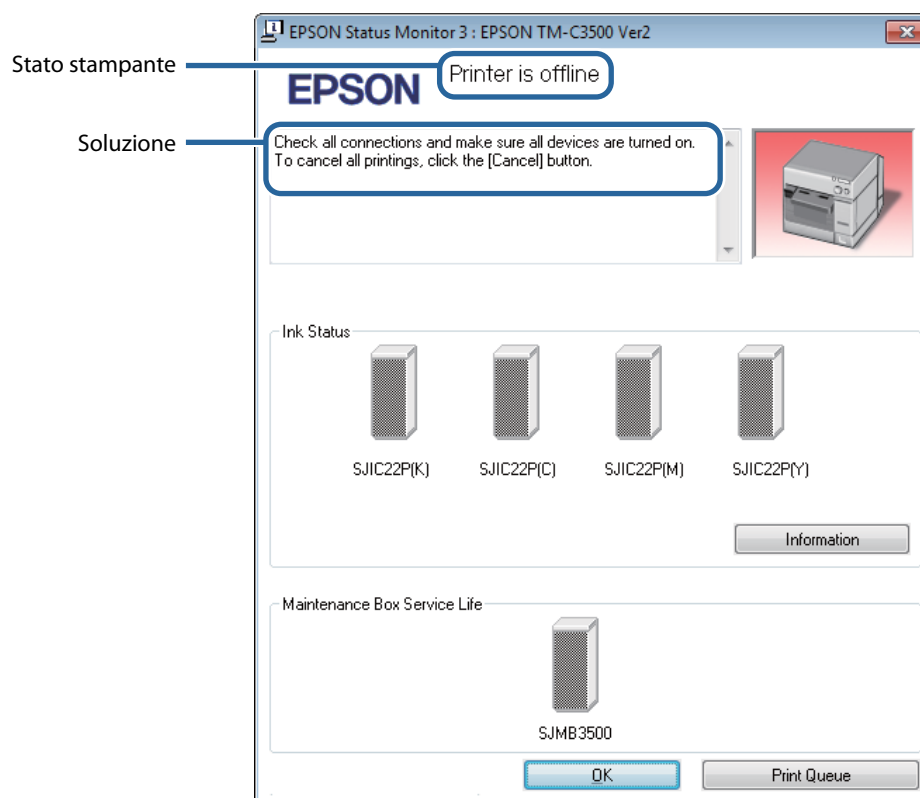 EPSON Status Monitor 3 : EPSON TM-C3500 Ver2
Stato stampante
EPSON
Printer is offline
Soluzione
Check all connections and make sure all devices are turned on.
To cancel all printings, click the [Cancel] button.
Ink Status
SJIC22P(K)
SJIC22P(C)
SJIC22P(M)
SJIC22P(Y)
Information
Maintenance Box Service Life
SJMB3500
OK
Print Queue